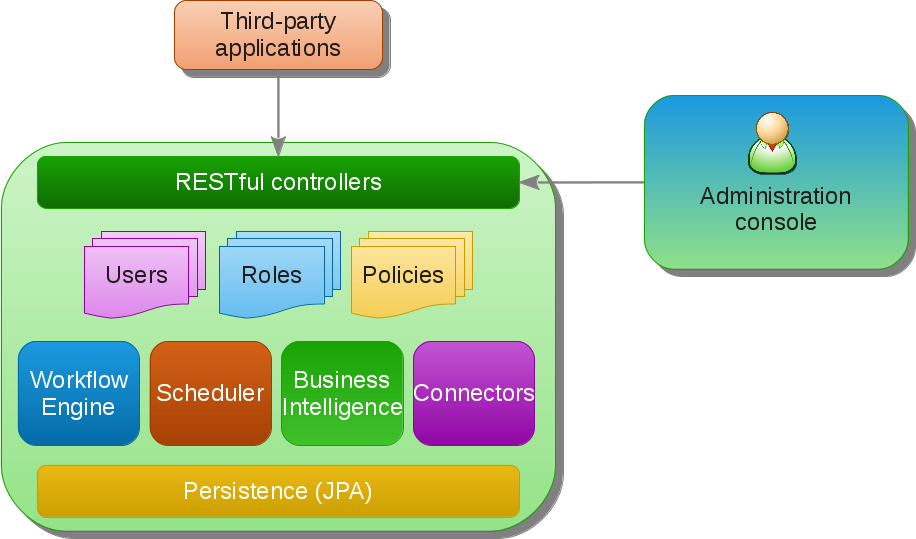 Third-party
applications
RESTful controllers
Administration
console
Users
Roles
Policies
Workflow
Engine
Scheduler
Business
Intelligence
Connectors
Persistence (JPA)